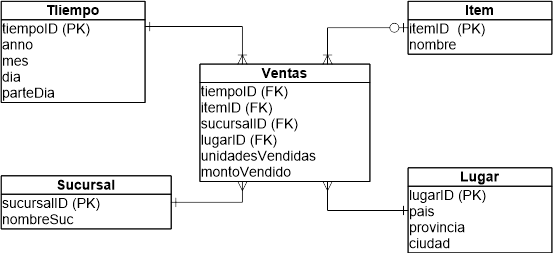 TIiempo
tiempoID (PK)
anno
mes
dia
parteDia
Item
itemID  (PK)
nombre
Ventas
tiempoID (FK)
itemID (FK)
sucursalID (FK)
lugarID (FK)
unidadesVendidas
montoVendido
Sucursal
sucursalID (PK)
nombreSuc
Lugar
lugarID (PK)
pais
provincia
ciudad